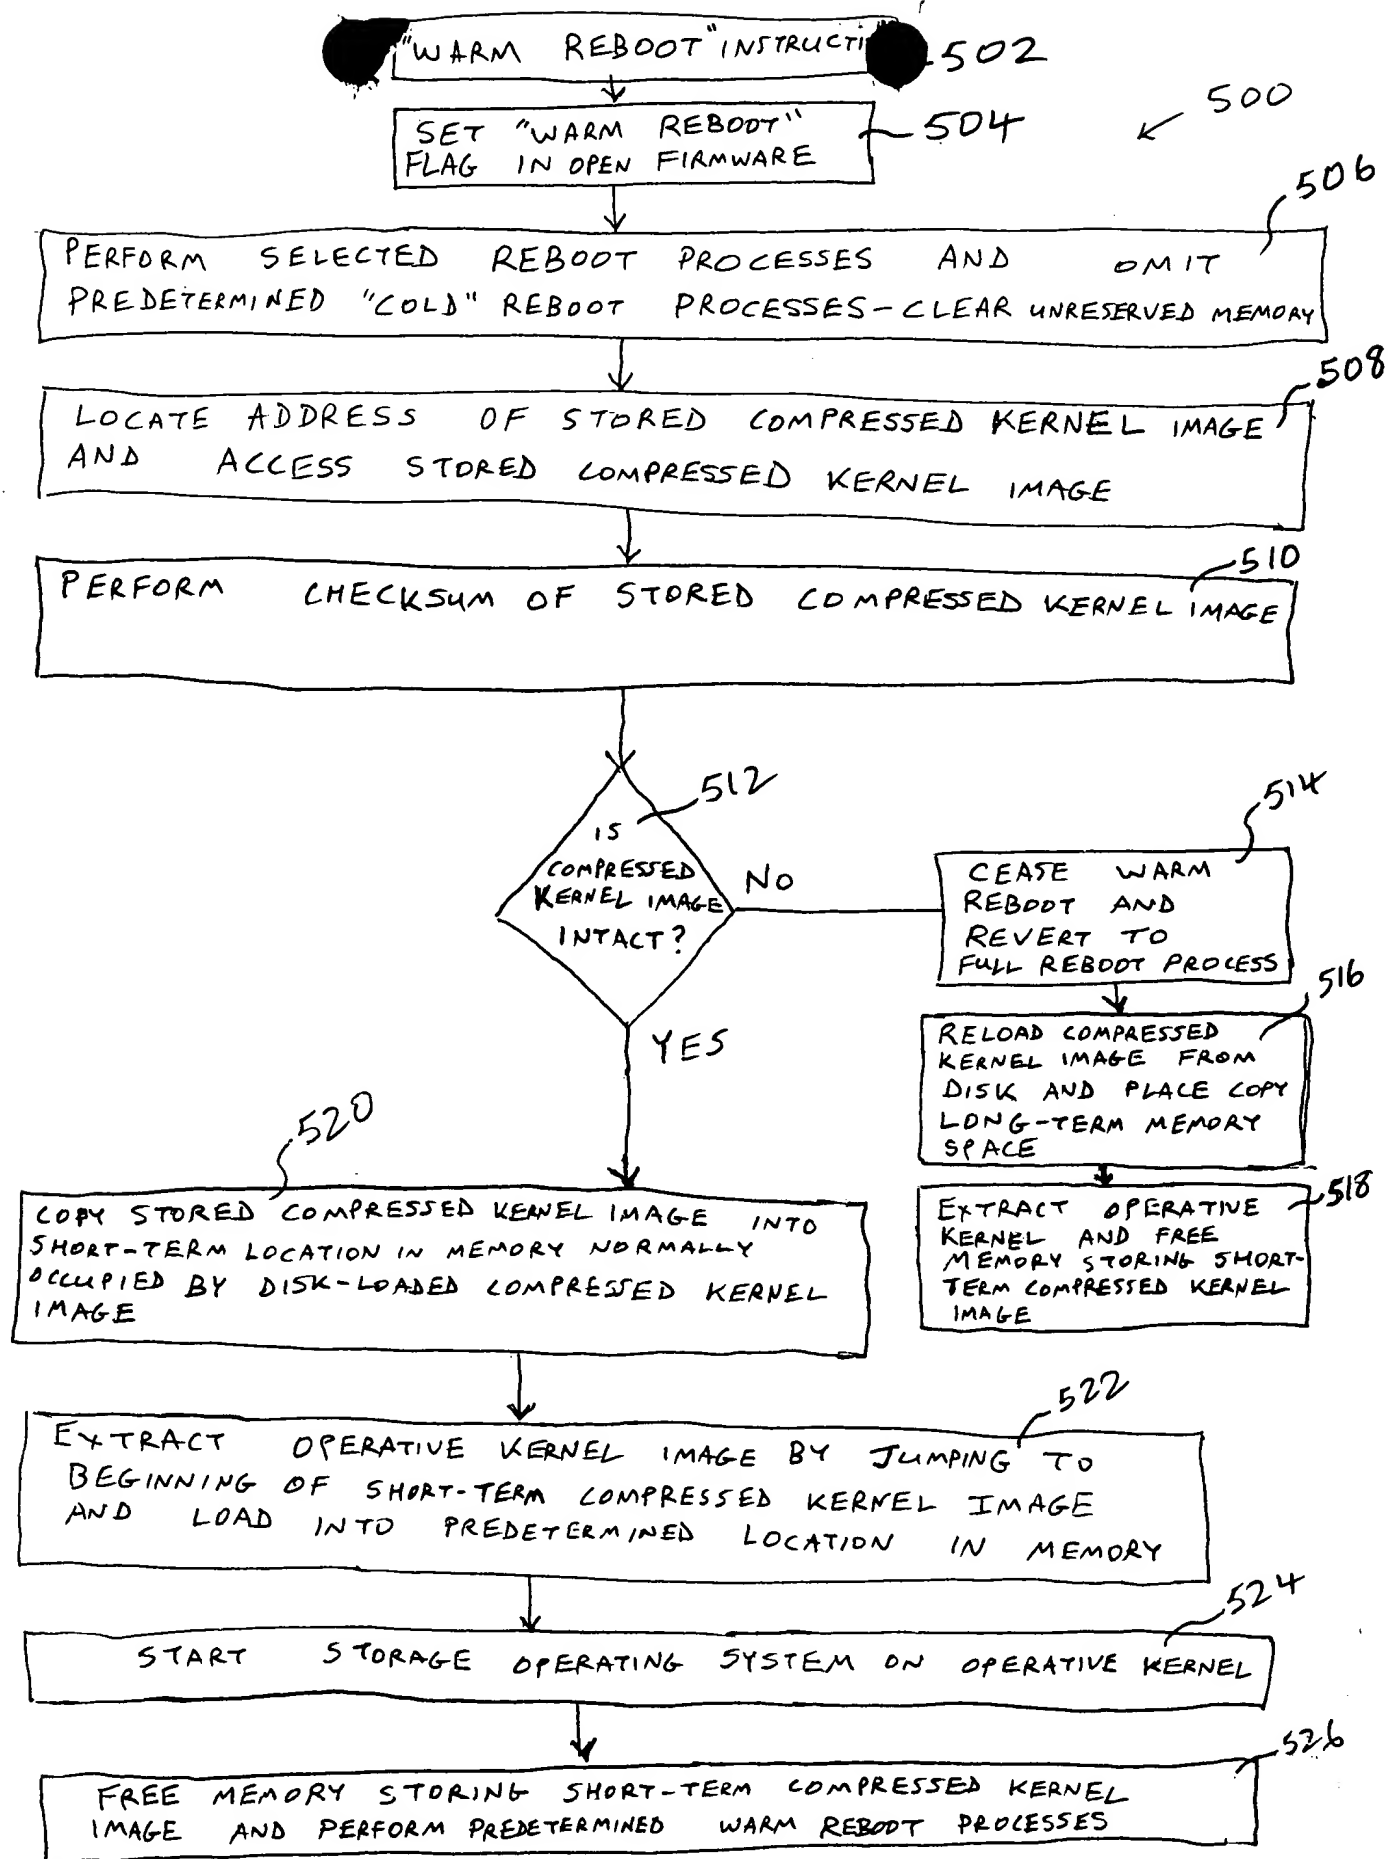 "WARM REBOOT" INSTRUCTI
502
500
SET "WARM REBOOT"
FLAG IN OPEN FIRMWARE
504
506
PERFORM SELECTED REBOOT PROCESSES AND OMIT
PREDETERMINED "COLD" REBOOT PROCESSES-CLEAR UNRESERVED MEMORY
508
LOCATE ADDRESS OF STORED COMPRESSED KERNEL IMAGE
AND ACCESS STORED COMPRESSED KERNEL IMAGE
510
PERFORM CHECKSUM OF STORED COMPRESSED KERNEL IMAGE
512
IS
COMPRESSED
KERNEL IMAGE
INTACT?
NO
YES
514
CEASE WARM
REBOOT AND
REVERT TO
FULL REBOOT PROCESS
516
RELOAD COMPRESSED
KERNEL IMAGE FROM
DISK AND PLACE COPY
LONG-TERM MEMORY
SPACE
518
EXTRACT OPERATIVE
KERNEL AND FREE
MEMORY STORING SHORT-
TERM COMPRESSED KERNEL
IMAGE
520
COPY STORED COMPRESSED KERNEL IMAGE INTO
SHORT-TERM LOCATION IN MEMORY NORMALLY
OCCUPIED BY DISK-LOADED COMPRESSED KERNEL
IMAGE
522
EXTRACT OPERATIVE KERNEL IMAGE BY JUMPING TO
BEGINNING OF SHORT-TERM COMPRESSED KERNEL IMAGE
AND LOAD INTO PREDETERMINED LOCATION IN MEMORY
524
START STORAGE OPERATING SYSTEM ON OPERATIVE KERNEL
526
FREE MEMORY STORING SHORT-TERM COMPRESSED KERNEL
IMAGE AND PERFORM PREDETERMINED WARM REBOOT PROCESSES